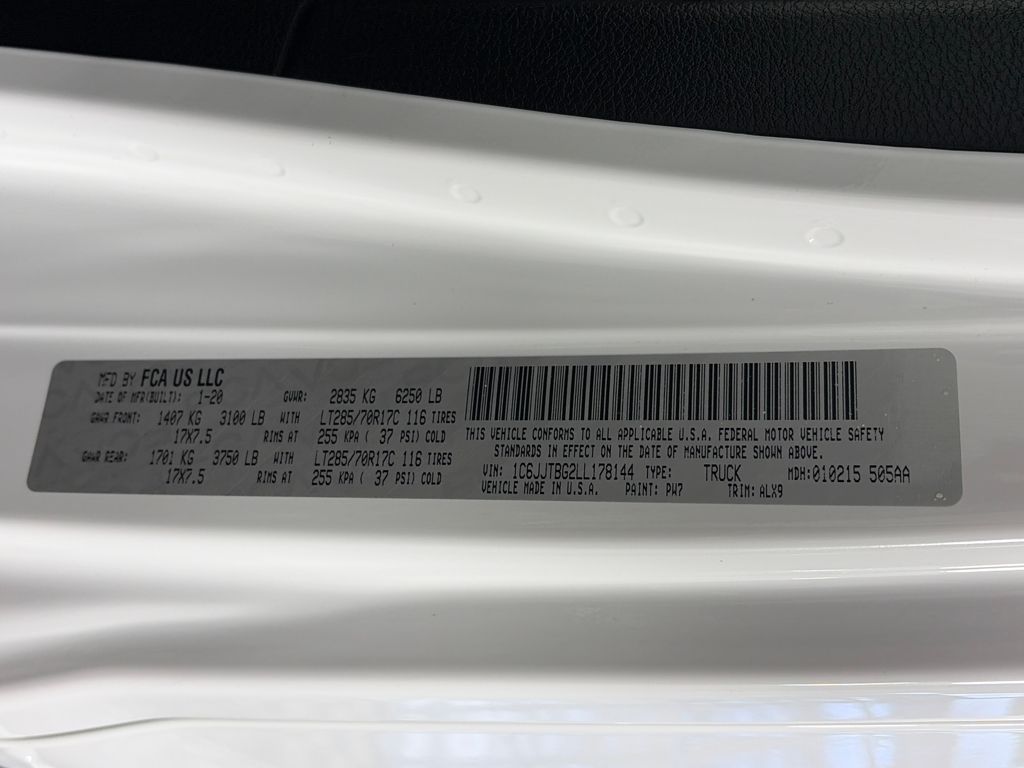 MFD BY FCA US LLC
DATE OF MFR(BUILT): 1-20 GVWR: 2835 KG 6250 LB
GAWR FRONT: 1407 KG 3100 LB WITH LT285/70R17C 116 TIRES
17X7.5 RIMS AT 255 KPA ( 37 PSI) COLD
GAWR REAR: 1701 KG 3750 LB WITH LT285/70R17C 116 TIRES
17X7.5 RIMS AT 255 KPA ( 37 PSI) COLD
THIS VEHICLE CONFORMS TO ALL APPLICABLE U.S.A. FEDERAL MOTOR VEHICLE SAFETY
STANDARDS IN EFFECT ON THE DATE OF MANUFACTURE SHOWN ABOVE.
VIN: 1C6JJTBG2LL178144 TYPE: TRUCK MDH:010215 505AA
VEHICLE MADE IN U.S.A. PAINT: PW7 TRIM: ALX9